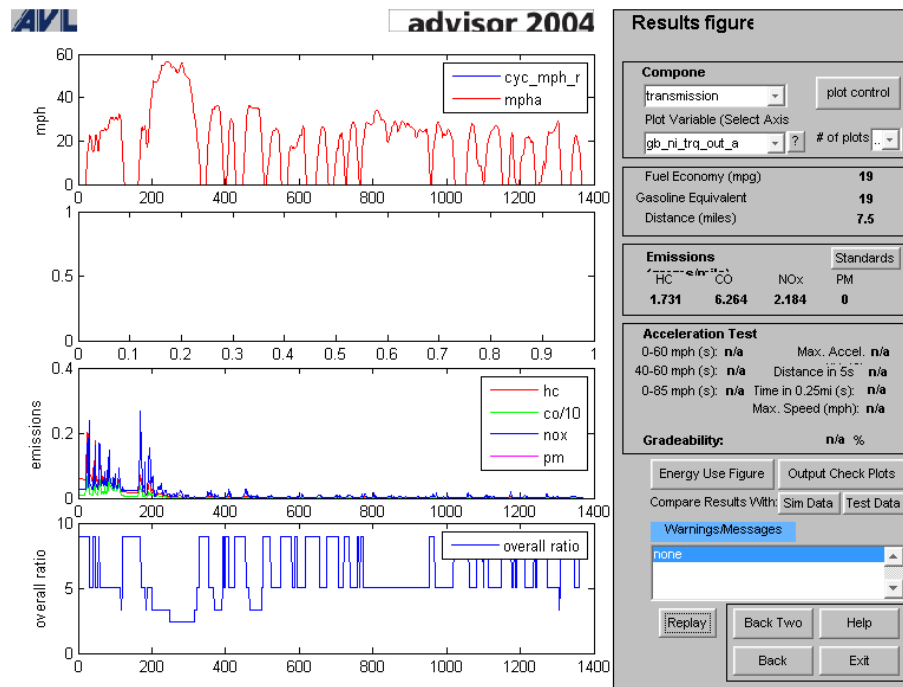 AVL
advisor 2004
60
40
20
0
mph
cyc_mph_r
mpha
0 200 400 600 800 1000 1200 1400
1
0.5
0
0 0.1 0.2 0.3 0.4 0.5 0.6 0.7 0.8 0.9 1
0.4
0.2
0
emissions
hc
co/10
nox
pm
0 200 400 600 800 1000 1200 1400
10
5
0
overall ratio
overall ratio
0 200 400 600 800 1000 1200 1400
Results figure
Compone
transmission
plot control
Plot Variable (Select Axis
gb_ni_trq_out_a
?
# of plots ..
Fuel Economy (mpg) 19
Gasoline Equivalent 19
Distance (miles) 7.5
Emissions
Standards
HC CO NOx PM
1.731 6.264 2.184 0
Acceleration Test
0-60 mph (s): n/a Max. Accel. n/a
40-60 mph (s): n/a Distance in 5s n/a
0-85 mph (s): n/a Time in 0.25mi (s): n/a
Max. Speed (mph): n/a
Gradeability: n/a %
Energy Use Figure Output Check Plots
Compare Results With: Sim Data Test Data
Warnings/Messages
none
Replay Back Two Help
Back Exit